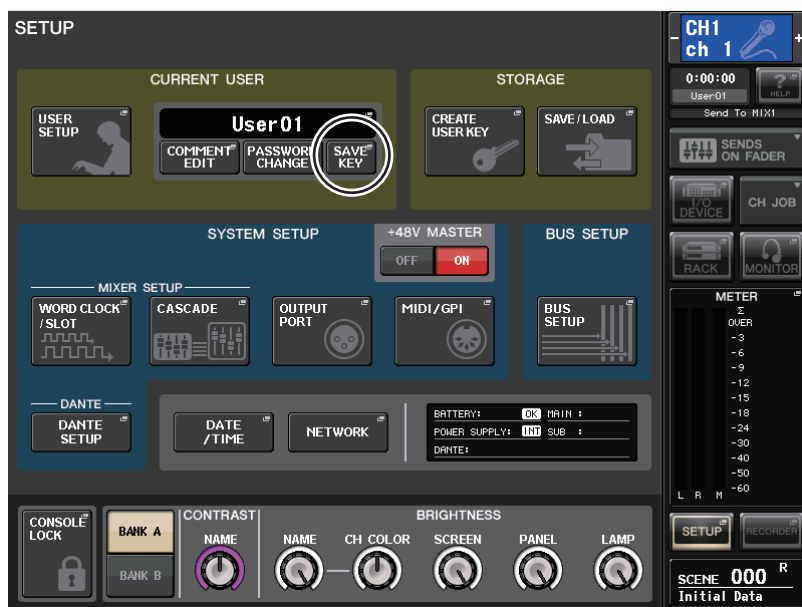 SETUP
CURRENT USER
USER
SETUP
User01
COMMENT
EDIT
PASSWORD
CHANGE
SAVE
KEY
STORAGE
CREATE
USER KEY
SAVE/LOAD
SYSTEM SETUP
+48V MASTER
OFF
ON
BUS SETUP
MIXER SETUP
WORD CLOCK
/SLOT
CASCADE
OUTPUT
PORT
MIDI/GPI
BUS
SETUP
DANTE
DANTE
SETUP
DATE
/TIME
NETWORK
BATTERY: OK MAIN :
POWER SUPPLY: INT SUB :
DANTE:
CONSOLE
LOCK
BANK A
BANK B
CONTRAST
NAME
BRIGHTNESS
NAME
CH COLOR
SCREEN
PANEL
LAMP
- CH1 +
ch 1
0:00:00
User01
?
HELP
Send To MIX1
SENDS
ON FADER
I/O
DEVICE
CH JOB
RACK
MONITOR
METER
Σ
OVER
-3
-6
-9
-12
-15
-18
-24
-30
-40
-50
-60
L R M
SETUP
RECORDER
SCENE 000 R
Initial Data